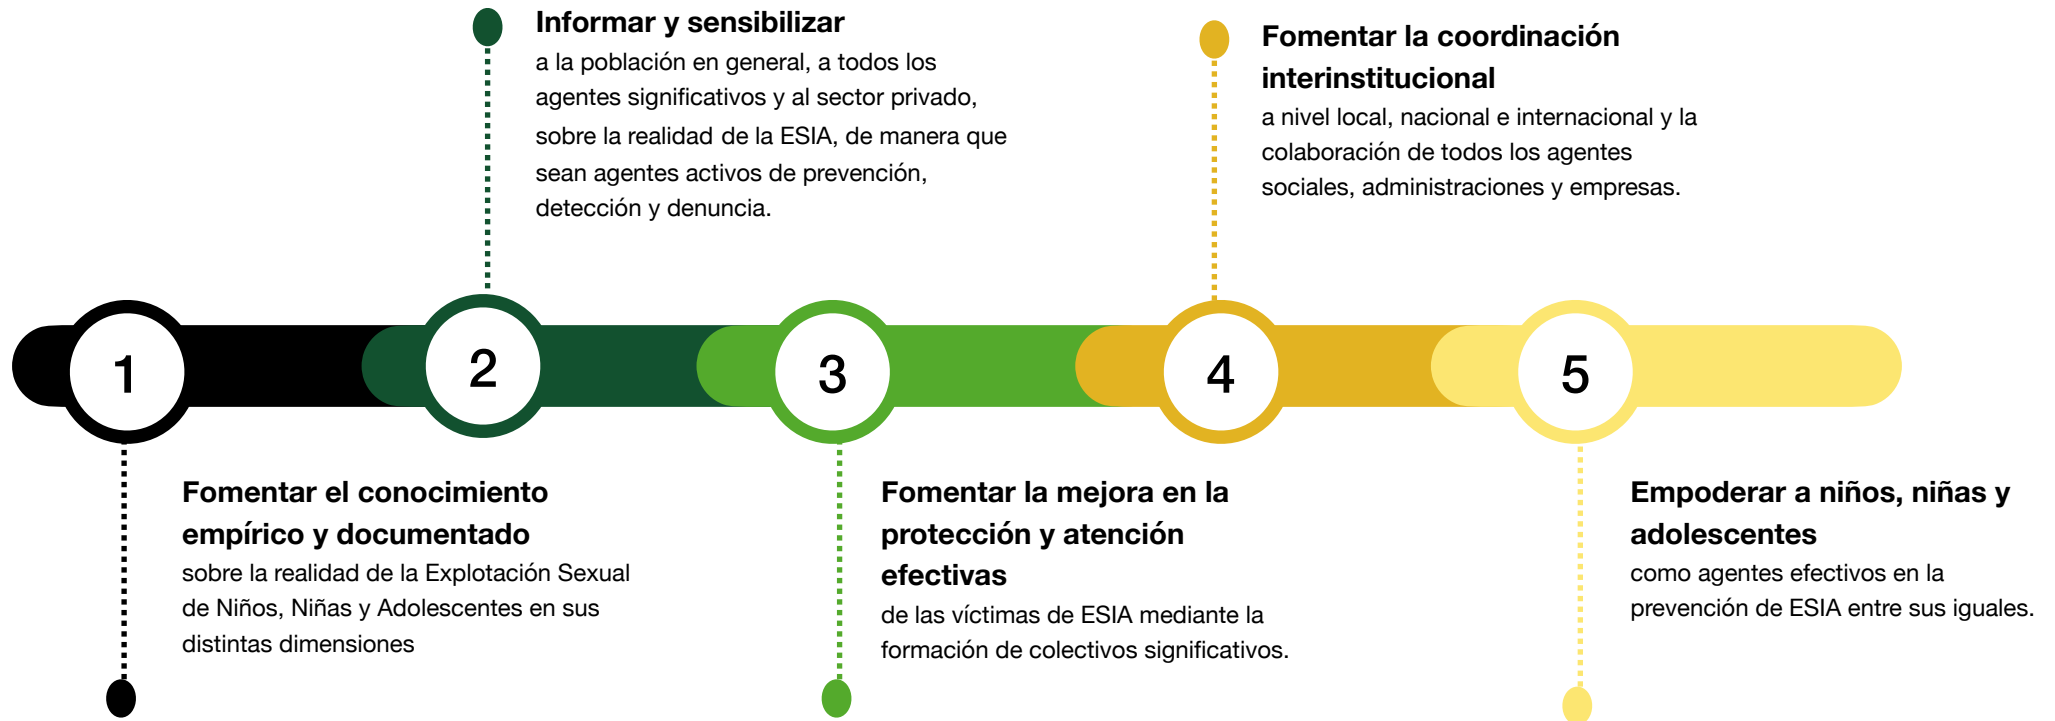 1
Fomentar el conocimiento
empírico y documentado
sobre la realidad de la Explotación Sexual
de Niños, Niñas y Adolescentes en sus
distintas dimensiones
2
Informar y sensibilizar
a la población en general, a todos los
agentes significativos y al sector privado,
sobre la realidad de la ESIA, de manera que
sean agentes activos de prevención,
detección y denuncia.
3
Fomentar la mejora en la
protección y atención
efectivas
de las víctimas de ESIA mediante la
formación de colectivos significativos.
4
Fomentar la coordinación
interinstitucional
a nivel local, nacional e internacional y la
colaboración de todos los agentes
sociales, administraciones y empresas.
5
Empoderar a niños, niñas y
adolescentes
como agentes efectivos en la
prevención de ESIA entre sus iguales.